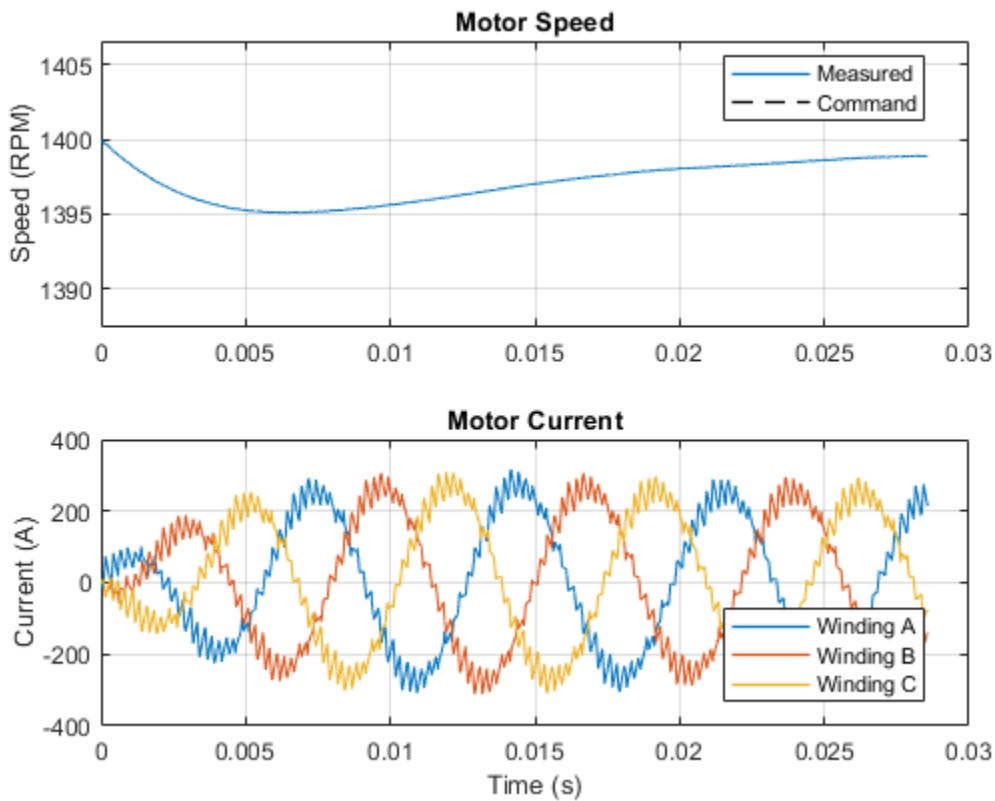 Motor Speed
1405
1400
1395
1390
Speed (RPM)
Measured
Command
0
0.005
0.01
0.015
0.02
0.025
0.03
Motor Current
400
200
0
-200
-400
Current (A)
Winding A
Winding B
Winding C
0
0.005
0.01
0.015
0.02
0.025
0.03
Time (s)